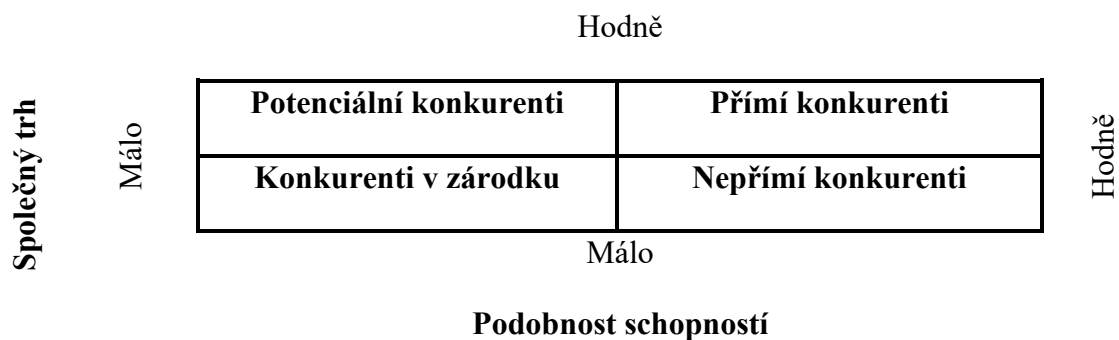 Hodně
Společný trh
Málo
Potenciální konkurenti
Přímí konkurenti
Hodně
Konkurenti v zárodku
Nepřímí konkurenti
Málo
Podobnost schopností